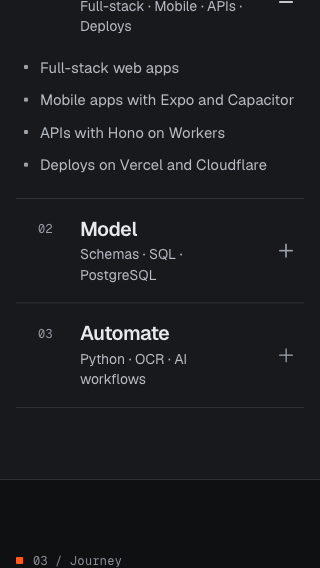 Full-stack · Mobile · APIs ·
Deploys
Full-stack web apps
Mobile apps with Expo and Capacitor
APIs with Hono on Workers
Deploys on Vercel and Cloudflare
02
Model
Schemas · SQL ·
PostgreSQL
03
Automate
Python · OCR · AI
workflows
03 / Journey